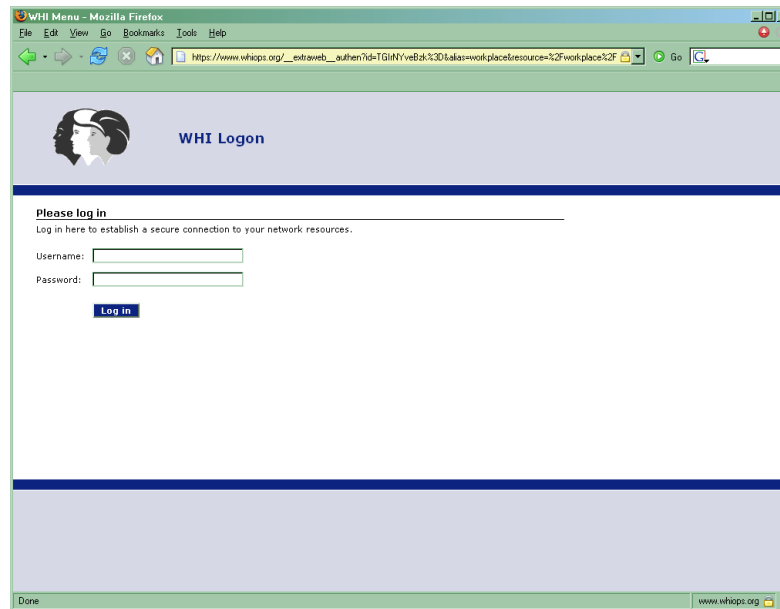 WHI Menu - Mozilla Firefox
File Edit View Go Bookmarks Tools Help
https://www.whiops.org/__extraweb__authen?id=TGlrNYveBzk%3D&alias=workplace&resource=%2Fworkplace%2F Go G
WHI Logon
Please log in
Log in here to establish a secure connection to your network resources.
Username:
Password:
Log in
Done www.whiops.org